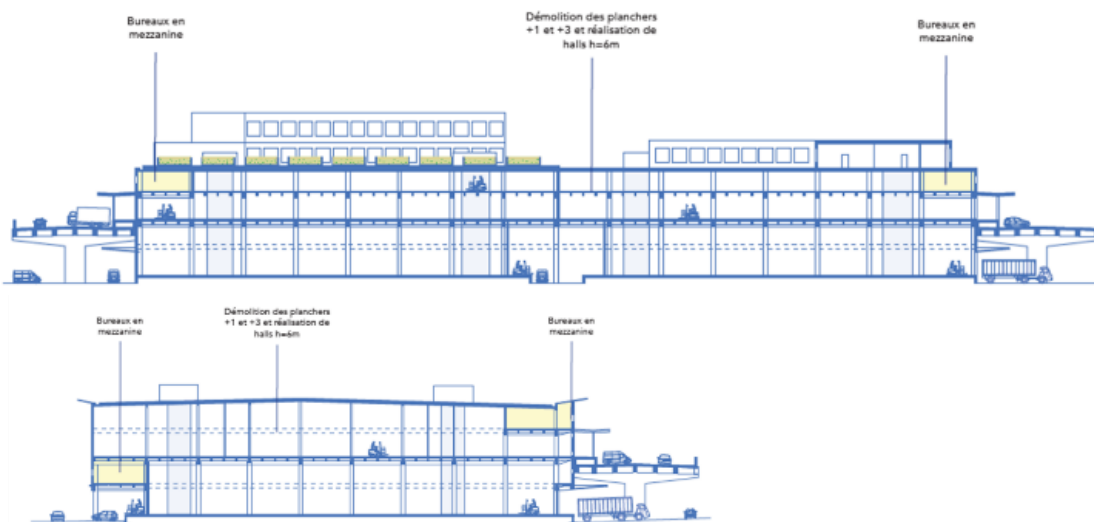 Bureaux en
mezzanine
Démolition des planchers
+1 et +3 et réalisation de
halls h=6m
Bureaux en
mezzanine
Bureaux en
mezzanine
Démolition des planchers
+1 et +3 et réalisation de
halls h=6m
Bureaux en
mezzanine